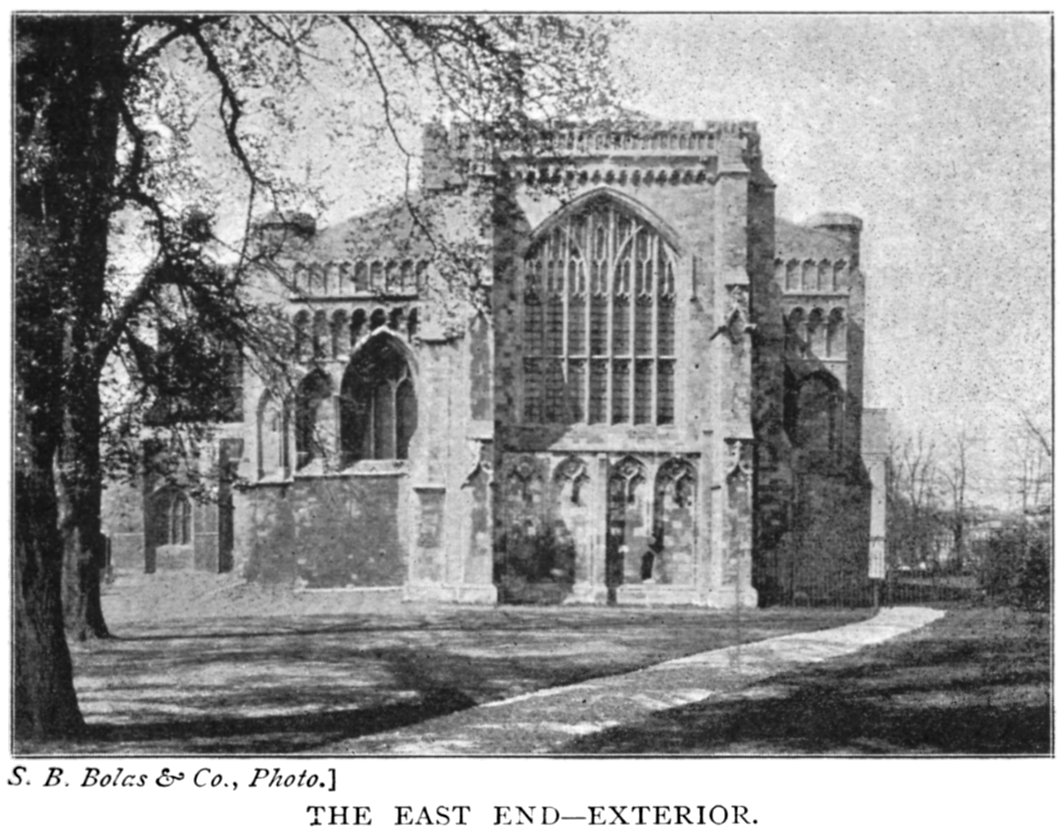 S. B. Bolas & Co., Photo.]
THE EAST END—EXTERIOR.